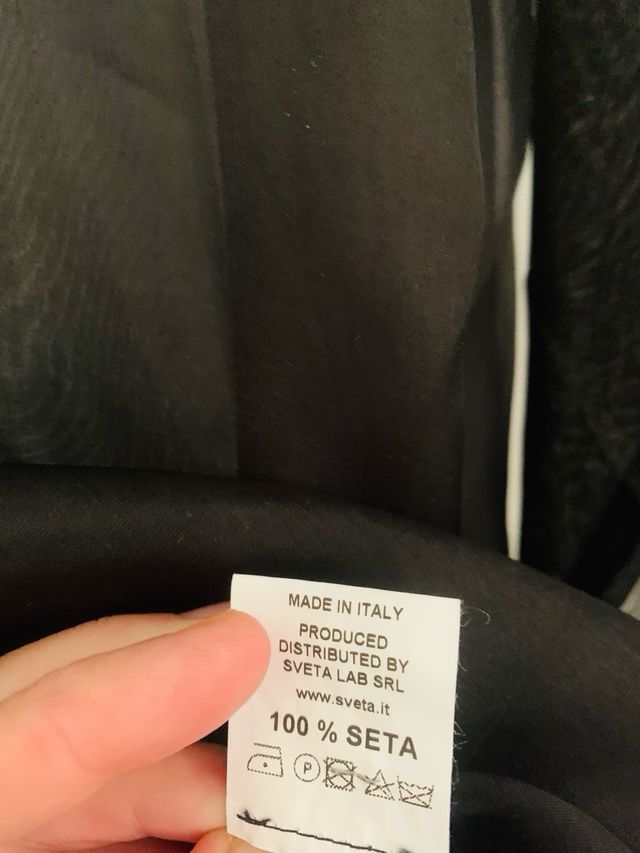 MADE IN ITALY
PRODUCED
DISTRIBUTED BY
SVETA LAB SRL
www.sveta.it
100 % SETA
P